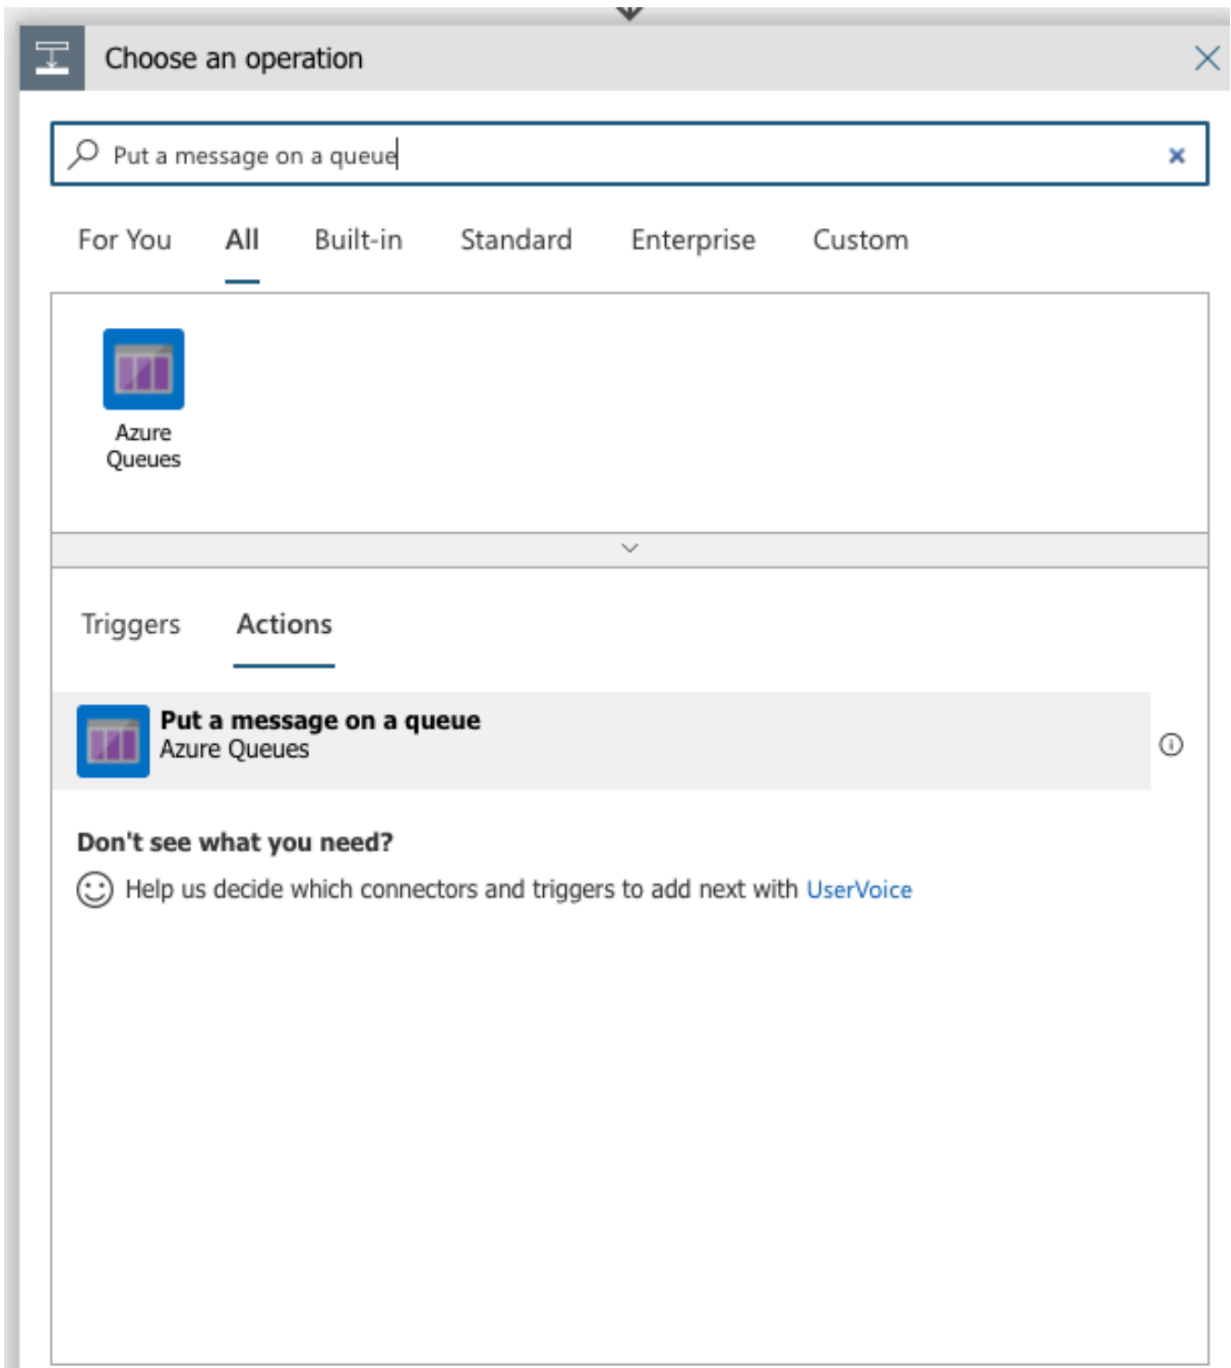 Choose an operation
Put a message on a queue
For You All Built-in Standard Enterprise Custom
Azure
Queues
Triggers Actions
Put a message on a queue
Azure Queues
Don't see what you need?
Help us decide which connectors and triggers to add next with UserVoice